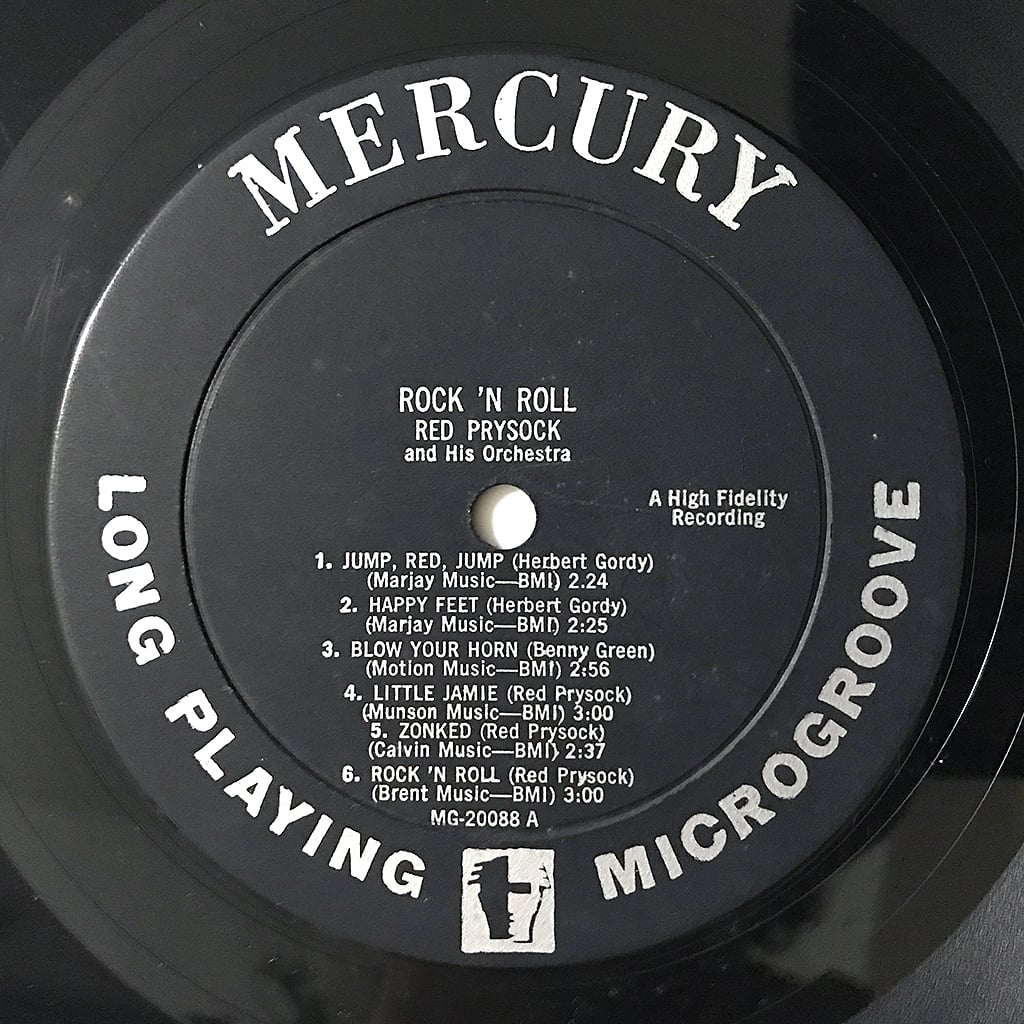 MERCURY
ROCK 'N ROLL
RED PRYSOCK
and His Orchestra
A High Fidelity
Recording
1. JUMP, RED, JUMP (Herbert Gordy)
(Marjay Music—BMI) 2.24
2. HAPPY FEET (Herbert Gordy)
(Marjay Music—BMI) 2:25
3. BLOW YOUR HORN (Benny Green)
(Motion Music—BMI) 2:56
4. LITTLE JAMIE (Red Prysock)
(Munson Music—BMI) 3:00
5. ZONKED (Red Prysock)
(Calvin Music—BMI) 2:37
6. ROCK 'N ROLL (Red Prysock)
(Brent Music—BMI) 3:00
MG-20088 A
LONG PLAYING
MICROGROOVE